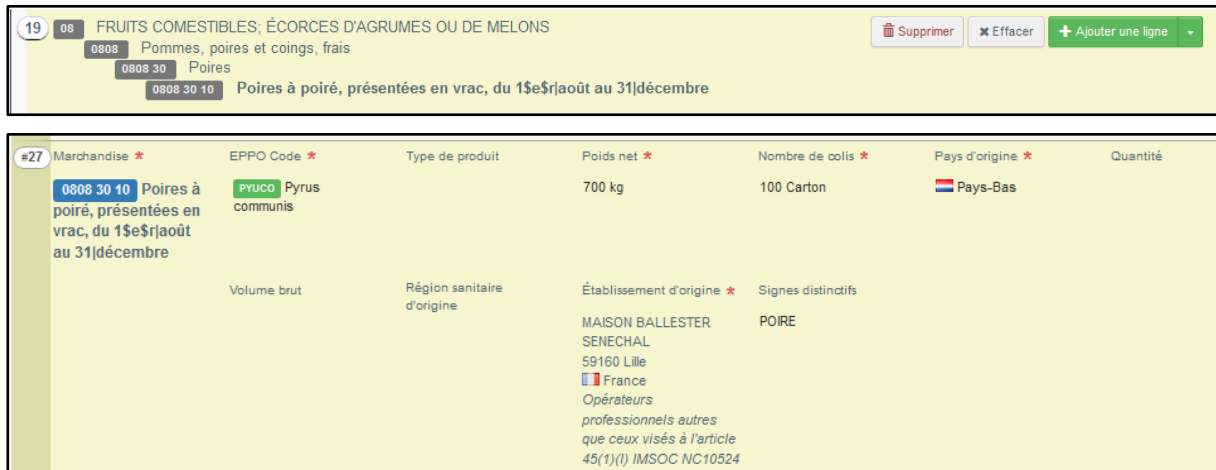 19 08 FRUITS COMESTIBLES; ÉCORCES D'AGRUMES OU DE MELONS Supprimer Effacer Ajouter une ligne
0808 Pommes, poires et coings, frais
0808 30 Poires
0808 30 10 Poires à poiré, présentées en vrac, du 1$e$r|août au 31|décembre
#27 Marchandise * EPPO Code * Type de produit Poids net * Nombre de colis * Pays d'origine * Quantité
0808 30 10 Poires à PYUCO Pyrus 700 kg 100 Carton Pays-Bas
poiré, présentées en communis
vrac, du 1$e$r|août
au 31|décembre
Volume brut Région sanitaire Établissement d'origine * Signes distinctifs
d'origine
MAISON BALLESTER POIRE
SENECHAL
59160 Lille
France
Opérateurs
professionnels autres
que ceux visés à l'article
45(1)(l) IMSOC NC10524